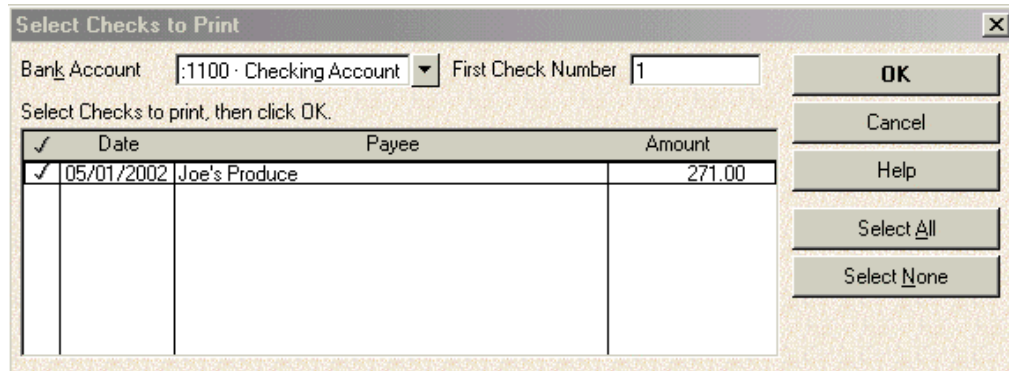 Select Checks to Print
Bank Account :1100 · Checking Account First Check Number 1 OK
Select Checks to print, then click OK.
Cancel
✓ Date Payee Amount
✓ 05/01/2002 Joe's Produce 271.00
Help
Select All
Select None